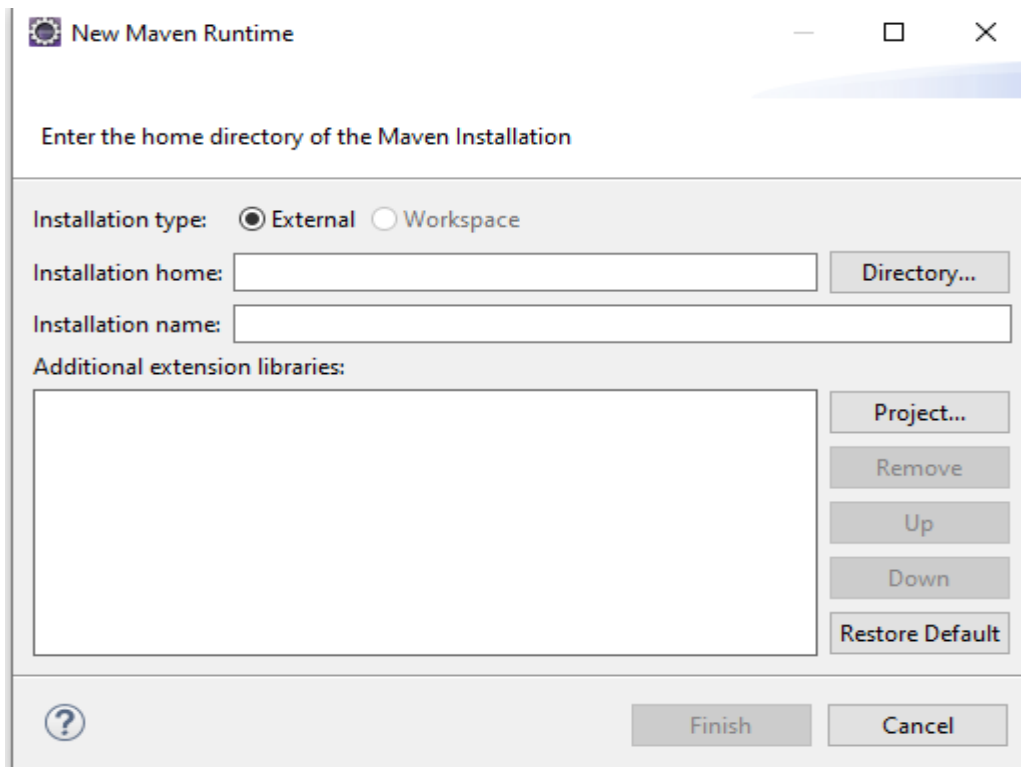 New Maven Runtime
Enter the home directory of the Maven Installation
Installation type: External Workspace
Installation home: Directory...
Installation name:
Additional extension libraries:
Project...
Remove
Up
Down
Restore Default
? Finish Cancel